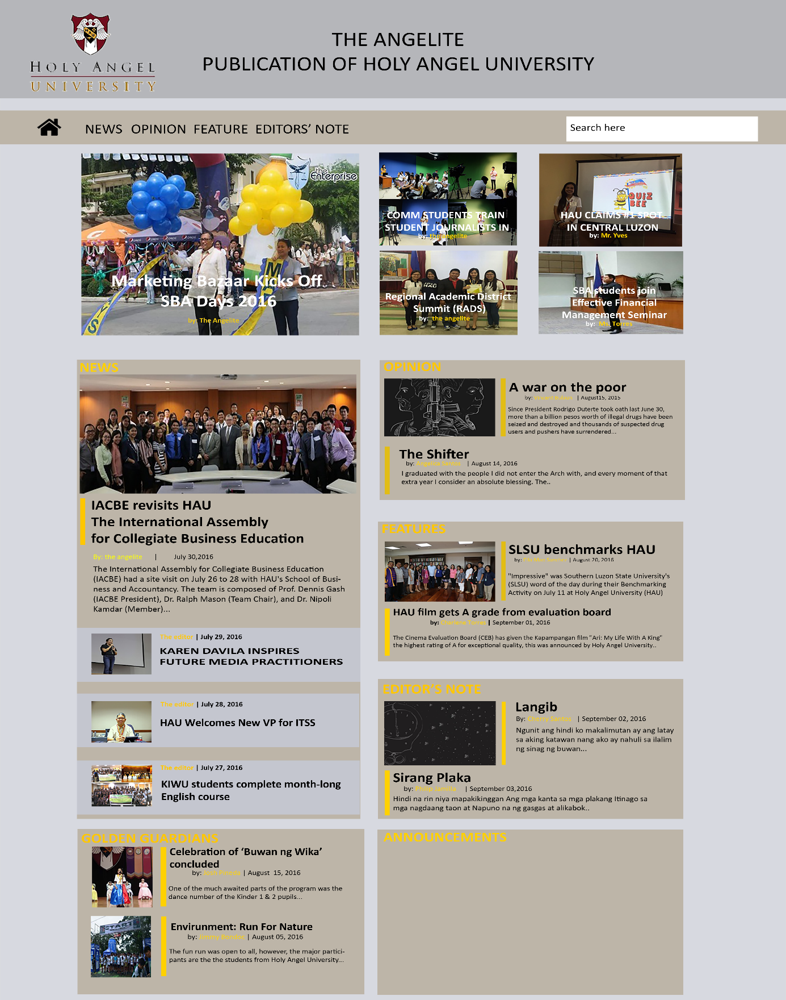 HOLY ANGEL
UNIVERSITY
THE ANGELITE
PUBLICATION OF HOLY ANGEL UNIVERSITY
NEWS OPINION FEATURE EDITORS’ NOTE
Search here
the
Enterprise
Marketing Bazaar Kicks Off
SBA Days 2016
by: The Angelite
COMM STUDENTS TRAIN
STUDENT JOURNALISTS IN
by: the angelite
QUIZ
BEE
HAU CLAIMS #1 SPOT
IN CENTRAL LUZON
by: Mr. Yves
Regional Academic District
Summit (RADS)
by: the angelite
SBA students join
Effective Financial
Management Seminar
by: Ms. Torres
NEWS
IACBE revisits HAU
The International Assembly
for Collegiate Business Education
By: the angelite | July 30,2016
The International Assembly for Collegiate Business Education
(IACBE) had a site visit on July 26 to 28 with HAU's School of Busi-
ness and Accountancy. The team is composed of Prof. Dennis Gash
(IACBE President), Dr. Ralph Mason (Team Chair), and Dr. Nipoli
Kamdar (Member)...
The editor | July 29, 2016
KAREN DAVILA INSPIRES
FUTURE MEDIA PRACTITIONERS
The editor | July 28, 2016
HAU Welcomes New VP for ITSS
The editor | July 27, 2016
KIWU students complete month-long
English course
OPINION
A war on the poor
by: Vincent | August15, 2015
Since President Rodrigo Duterte took oath last June 30,
more than a billion pesos worth of illegal drugs have been
seized and destroyed and thousands of suspected drug
users and pushers have surrendered...
The Shifter
by: Angelica Santos | August 14, 2016
I graduated with the people I did not enter the Arch with, and every moment of that
extra year I consider an absolute blessing. The..
FEATURES
SLSU benchmarks HAU
by: Ella Mae Sanchez | August 20, 2016
"Impressive" was Southern Luzon State University's
(SLSU) word of the day during their Benchmarking
Activity on July 11 at Holy Angel University (HAU)
HAU film gets A grade from evaluation board
by: Charlene Torres | September 01, 2016
The Cinema Evaluation Board (CEB) has given the Kapampangan film "Ari: My Life With A King"
the highest rating of A for exceptional quality, this was announced by Holy Angel University..
EDITOR’S NOTE
Langib
By: Cherry Santos | September 02, 2016
Ngunit ang hindi ko makalimutan ay ang latay
sa aking katawan nang ako ay nahuli sa ilalim
ng sinag ng buwan...
Sirang Plaka
by: Philip Jamilla | September 03,2016
Hindi na rin niya mapakikinggan Ang mga kanta sa mga plakang Itinago sa
mga nagdaang taon at Napuno na ng gasgas at alikabok..
GOLDEN GUARDIANS
Celebration of ‘Buwan ng Wika’
concluded
by: Josh Pineda | August 15, 2016
One of the much awaited parts of the program was the
dance number of the Kinder 1 & 2 pupils...
START
Envirunment: Run For Nature
by: Jimmy Bondoc | August 05, 2016
The fun run was open to all, however, the major partici-
pants are the the students from Holy Angel University...
ANNOUNCEMENTS